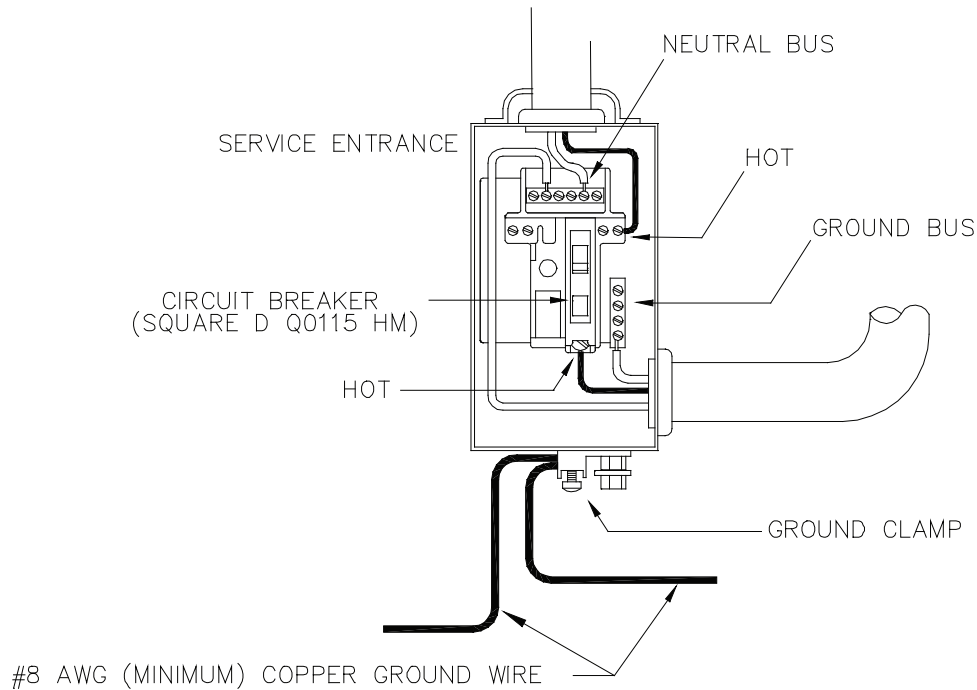 NEUTRAL BUS
SERVICE ENTRANCE
HOT
GROUND BUS
CIRCUIT BREAKER
(SQUARE D Q0115 HM)
HOT
GROUND CLAMP
#8 AWG (MINIMUM) COPPER GROUND WIRE